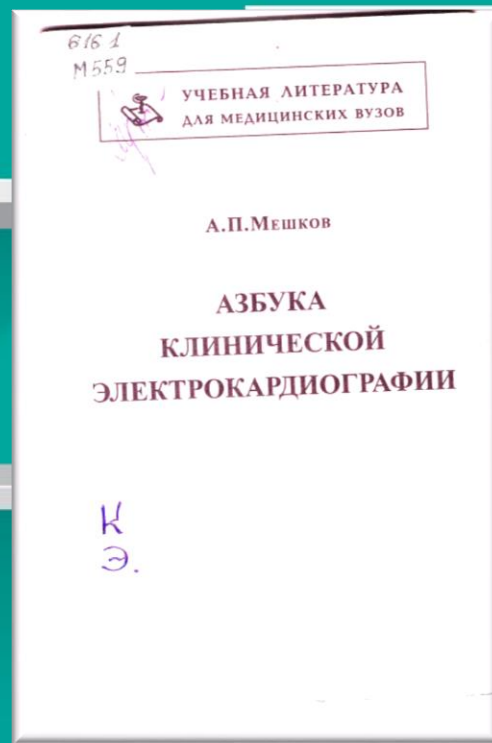 616.1
М559
УЧЕБНАЯ ЛИТЕРАТУРА
ДЛЯ МЕДИЦИНСКИХ ВУЗОВ
А.П.МЕШКОВ
АЗБУКА
КЛИНИЧЕСКОЙ
ЭЛЕКТРОКАРДИОГРАФИИ
К
Э.